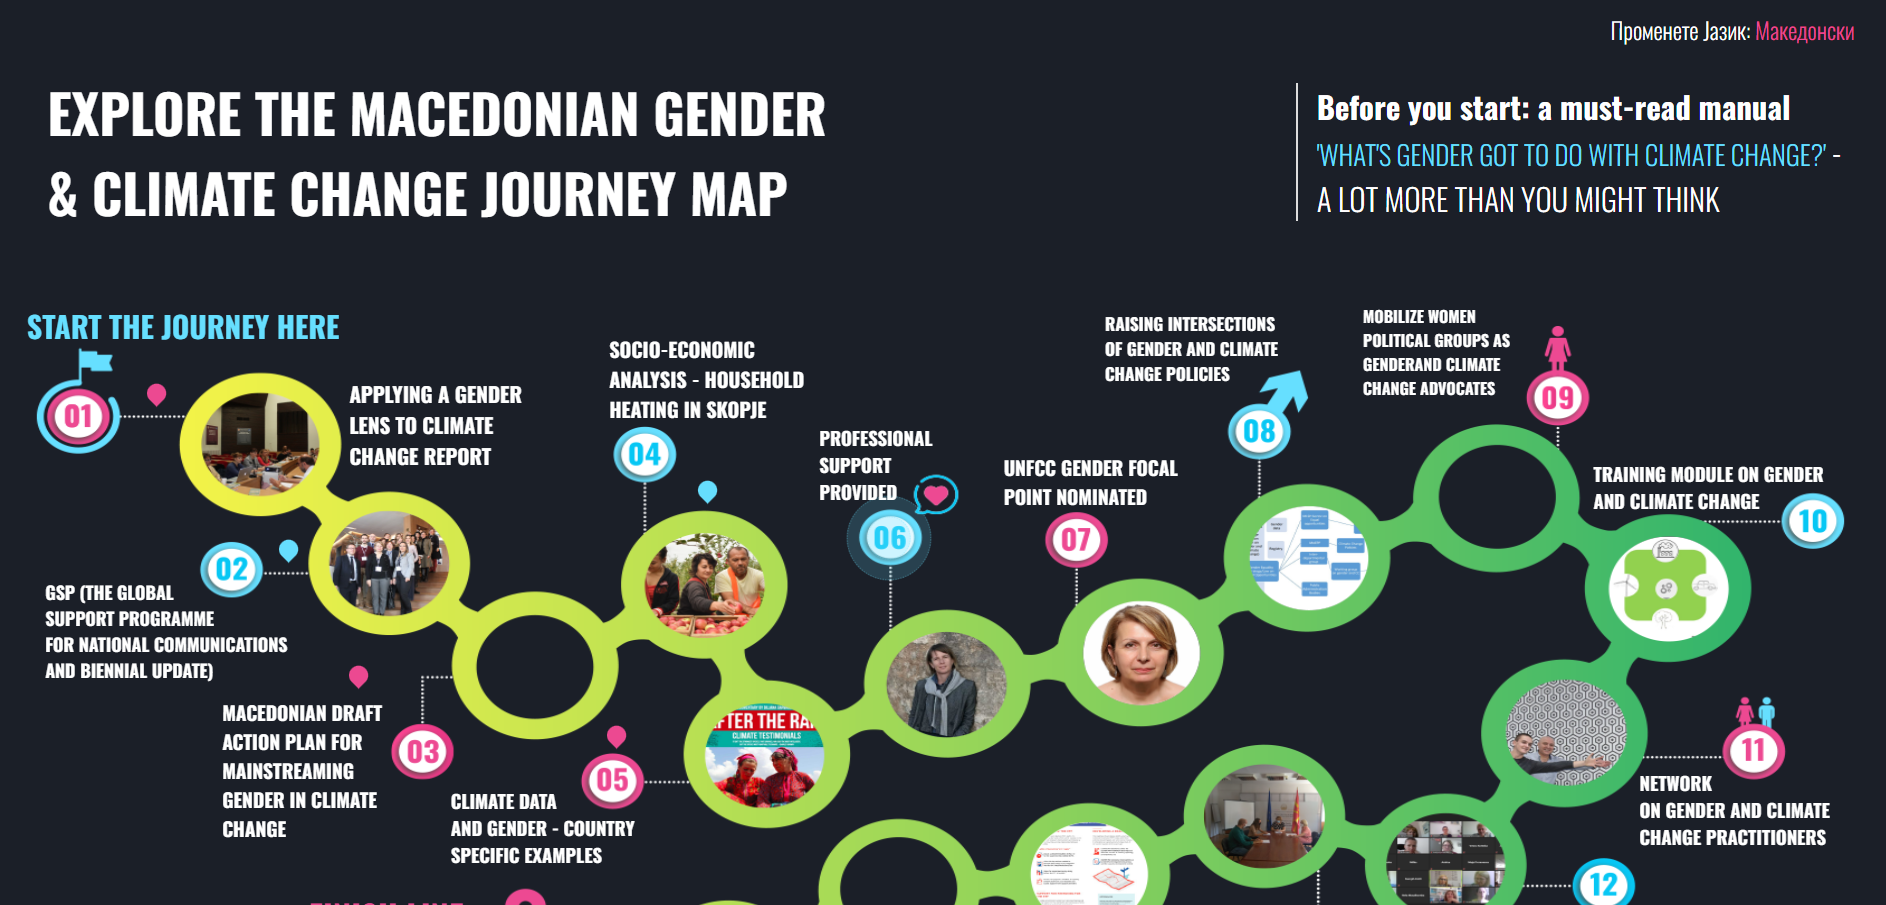 Променете Јазик: Македонски
EXPLORE THE MACEDONIAN GENDER
& CLIMATE CHANGE JOURNEY MAP
Before you start: a must-read manual
'WHAT'S GENDER GOT TO DO WITH CLIMATE CHANGE?' -
A LOT MORE THAN YOU MIGHT THINK
START THE JOURNEY HERE
01
APPLYING A GENDER
LENS TO CLIMATE
CHANGE REPORT
02
GSP (THE GLOBAL
SUPPORT PROGRAMME
FOR NATIONAL COMMUNICATIONS
AND BIENNIAL UPDATE)
MACEDONIAN DRAFT
ACTION PLAN FOR
MAINSTREAMING
GENDER IN CLIMATE
CHANGE
03
SOCIO-ECONOMIC
ANALYSIS - HOUSEHOLD
HEATING IN SKOPJE
04
05
CLIMATE DATA
AND GENDER - COUNTRY
SPECIFIC EXAMPLES
CLIMATE TESTIMONIALS
PROFESSIONAL
SUPPORT
PROVIDED
06
UNFCC GENDER FOCAL
POINT NOMINATED
07
RAISING INTERSECTIONS
OF GENDER AND CLIMATE
CHANGE POLICIES
08
MOBILIZE WOMEN
POLITICAL GROUPS AS
GENDERAND CLIMATE
CHANGE ADVOCATES
09
TRAINING MODULE ON GENDER
AND CLIMATE CHANGE
10
11
NETWORK
ON GENDER AND CLIMATE
CHANGE PRACTITIONERS
12